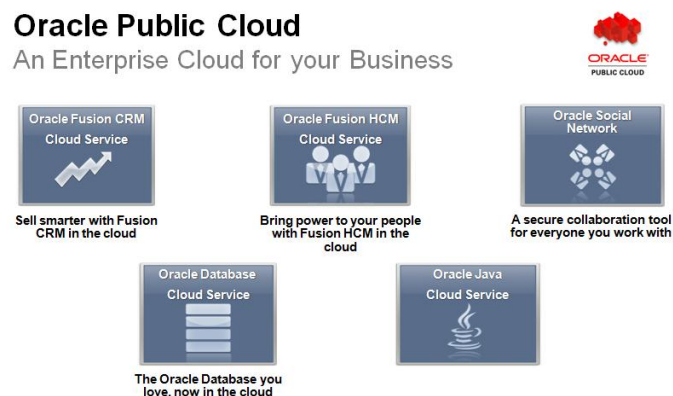 Oracle Public Cloud
An Enterprise Cloud for your Business
ORACLE
PUBLIC CLOUD
Oracle Fusion CRM
Cloud Service
Sell smarter with Fusion
CRM in the cloud
Oracle Fusion HCM
Cloud Service
Bring power to your people
with Fusion HCM in the
cloud
Oracle Social
Network
A secure collaboration tool
for everyone you work with
Oracle Database
Cloud Service
The Oracle Database you
love, now in the cloud
Oracle Java
Cloud Service